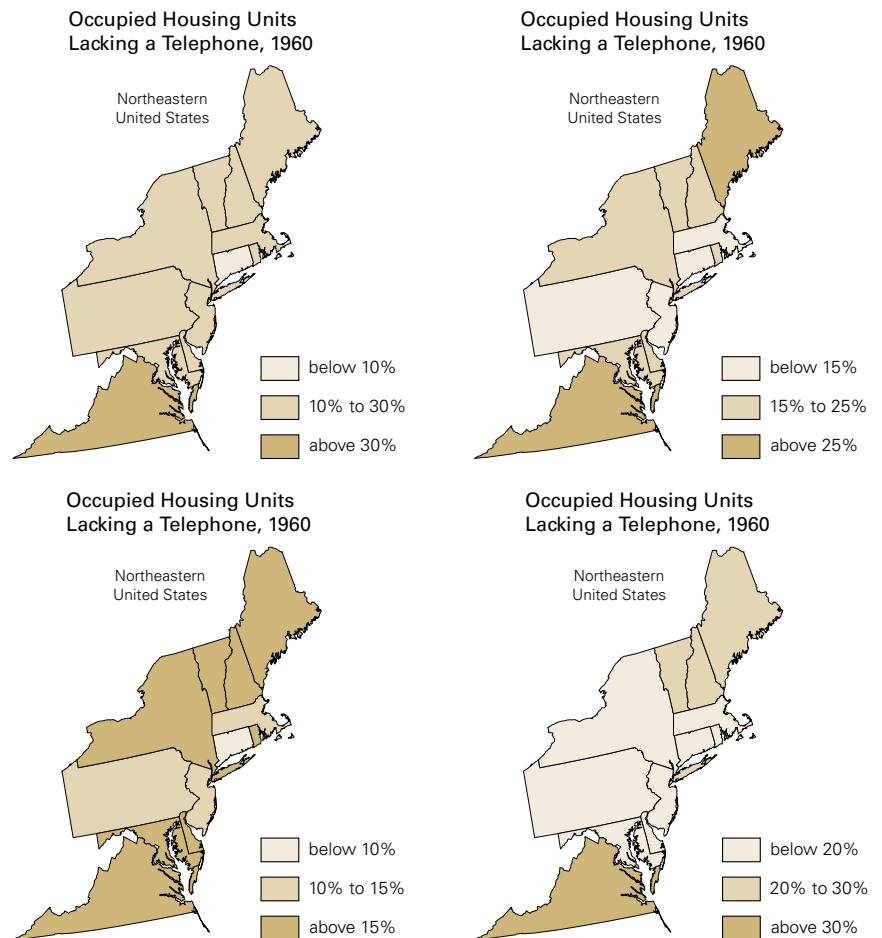 Occupied Housing Units
Lacking a Telephone, 1960
Northeastern
United States
below 10%
10% to 30%
above 30%
Occupied Housing Units
Lacking a Telephone, 1960
Northeastern
United States
below 15%
15% to 25%
above 25%
Occupied Housing Units
Lacking a Telephone, 1960
Northeastern
United States
below 10%
10% to 15%
above 15%
Occupied Housing Units
Lacking a Telephone, 1960
Northeastern
United States
below 20%
20% to 30%
above 30%